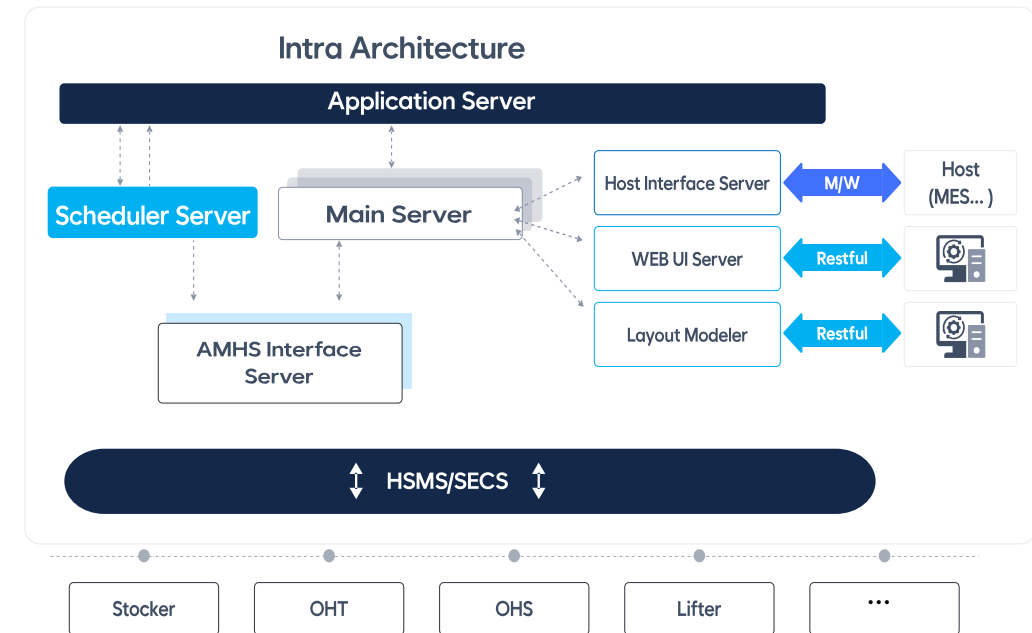 Intra Architecture
Application Server
Scheduler Server
Main Server
Host Interface Server
M/W
Host
(MES... )
WEB UI Server
Restful
Layout Modeler
Restful
AMHS Interface
Server
HSMS/SECS
Stocker
OHT
OHS
Lifter
...